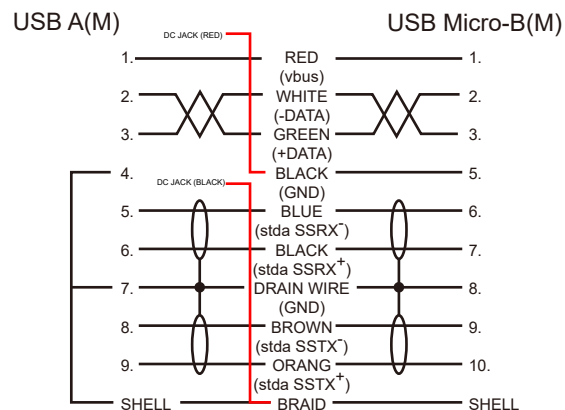 USB A(M)
USB Micro-B(M)
DC JACK (RED)
1.
RED
1.
(vbus)
2.
WHITE
2.
(-DATA)
3.
GREEN
3.
(+DATA)
4.
BLACK
5.
DC JACK (BLACK)
(GND)
5.
BLUE
6.
(stda SSRX-)
6.
BLACK
7.
(stda SSRX+)
7.
DRAIN WIRE
8.
(GND)
8.
BROWN
9.
(stda SSTX-)
9.
ORANG
10.
(stda SSTX+)
SHELL
BRAID
SHELL